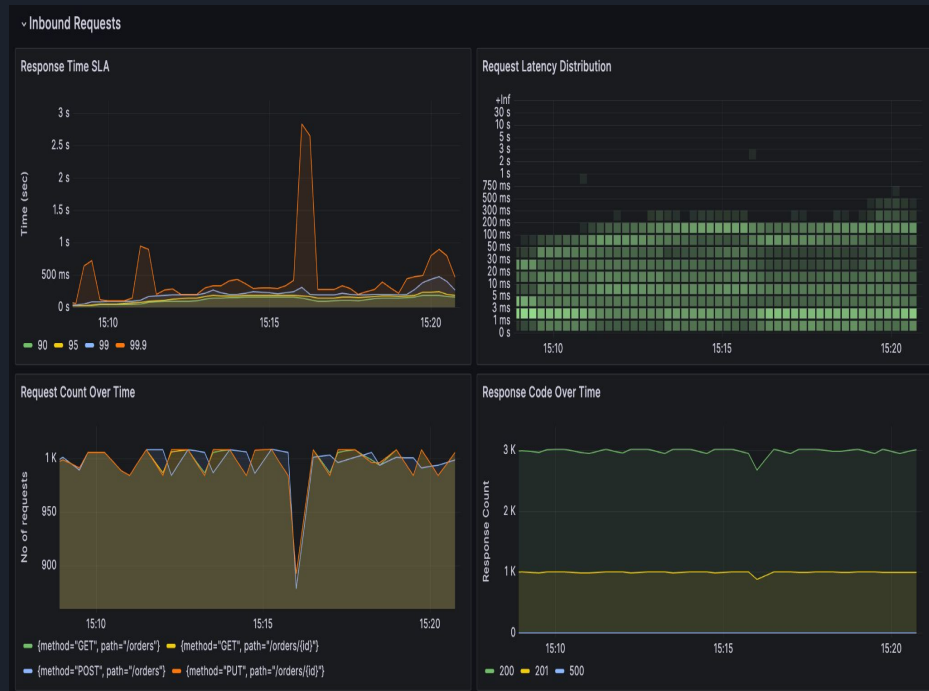 Inbound Requests
Response Time SLA
Time (sec)
3 s
2.5 s
2 s
1.5 s
1 s
500 ms
0 s
15:10 15:15 15:20
90 95 99 99.9
Request Latency Distribution
+Inf
30 s
10 s
5 s
3 s
2 s
1 s
750 ms
500 ms
300 ms
200 ms
100 ms
50 ms
30 ms
20 ms
10 ms
5 ms
3 ms
1 ms
0 s
15:10 15:15 15:20
Request Count Over Time
No of requests
1 K
950
900
15:10 15:15 15:20
{method="GET", path="/orders"} {method="GET", path="/orders/{id}"}
{method="POST", path="/orders"} {method="PUT", path="/orders/{id}"}
Response Code Over Time
Response Count
3 K
2 K
1 K
0
15:10 15:15 15:20
200 201 500